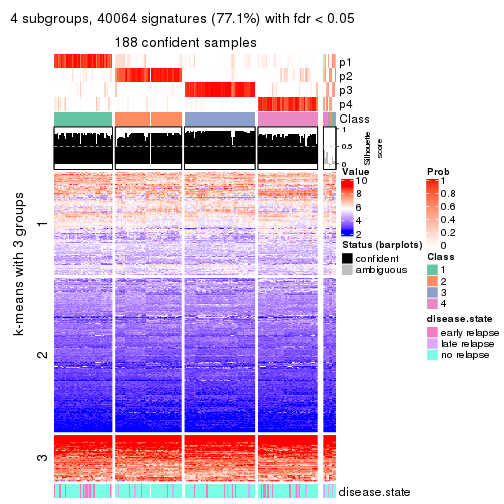 4 subgroups, 40064 signatures (77.1%) with fdr < 0.05
188 confident samples
p1
p2
p3
p4
Class
1
0.5
0
Silhouette
score
k-means with 3 groups
1
2
3
disease.state
Value
10
8
6
4
2
Status (barplots)
confident
ambiguous
Prob
1
0.8
0.6
0.4
0.2
0
Class
1
2
3
4
disease.state
early relapse
late relapse
no relapse